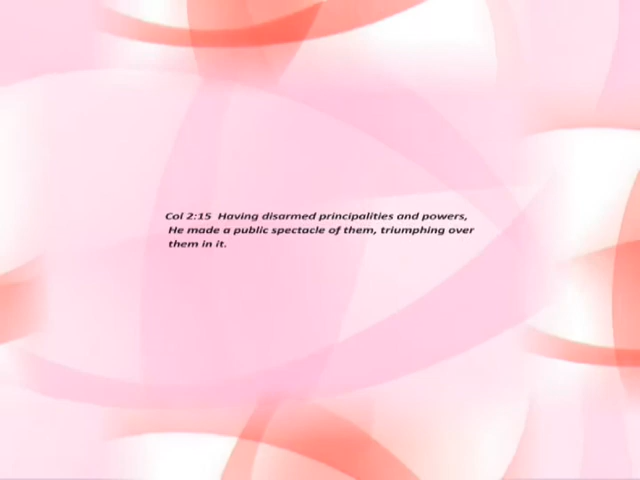 Col 2:15  Having disarmed principalities and powers,
He made a public spectacle of them, triumphing over
them in it.